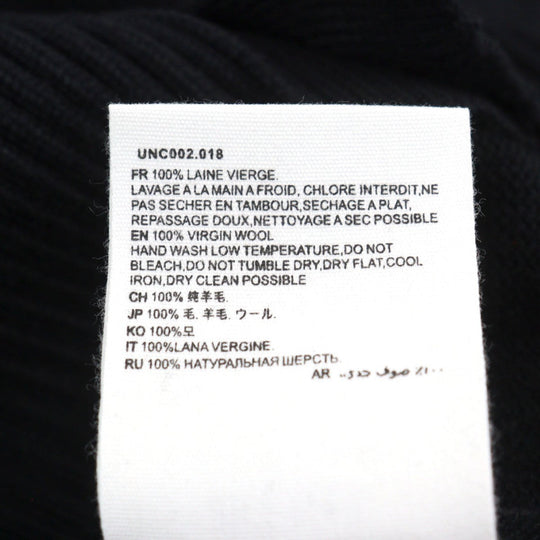 UNC002.018
FR 100% LAINE VIERGE.
LAVAGE A LA MAIN A FROID, CHLORE INTERDIT,NE
PAS SECHER EN TAMBOUR,SECHAGE A PLAT,
REPASSAGE DOUX,NETTOYAGE A SEC POSSIBLE
EN 100% VIRGIN WOOL
HAND WASH LOW TEMPERATURE,DO NOT
BLEACH,DO NOT TUMBLE DRY,DRY FLAT,COOL
IRON,DRY CLEAN POSSIBLE
CH 100% 纯羊毛.
JP 100% 毛. 羊毛. ウール.
KO 100%모
IT 100%LANA VERGINE.
RU 100% НАТУРАЛЬНАЯ ШЕРСТЬ.
AR ١٠٠٪ صوف